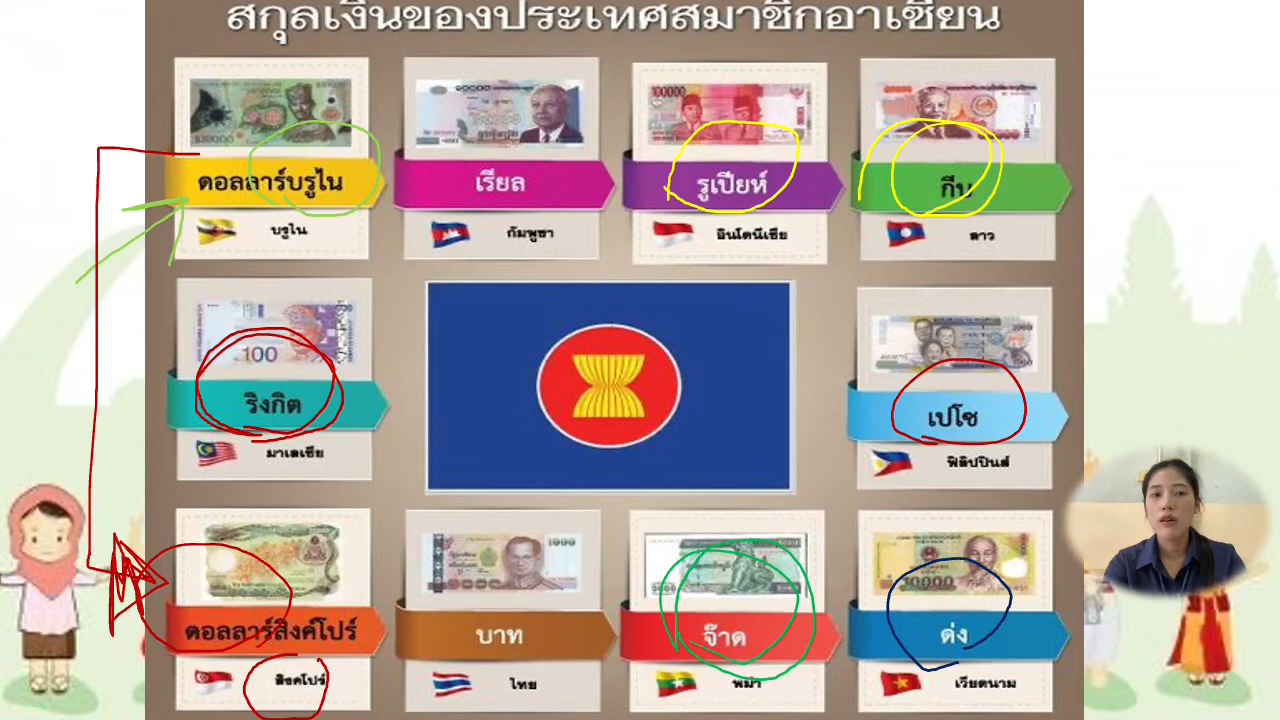 สกุลเงินของประเทศสมาชิกอาเซียน
ดอลลาร์บรูไน
บรูไน
เรียล
กัมพูชา
100000
รูเปียห์
อินโดนีเซีย
กีบ
ลาว
100
ริงกิต
มาเลเซีย
เปโซ
ฟิลิปปินส์
ดอลลาร์สิงค์โปร์
สิงคโปร์
1000
บาท
ไทย
จ๊าด
พม่า
10000
ด่ง
เวียดนาม